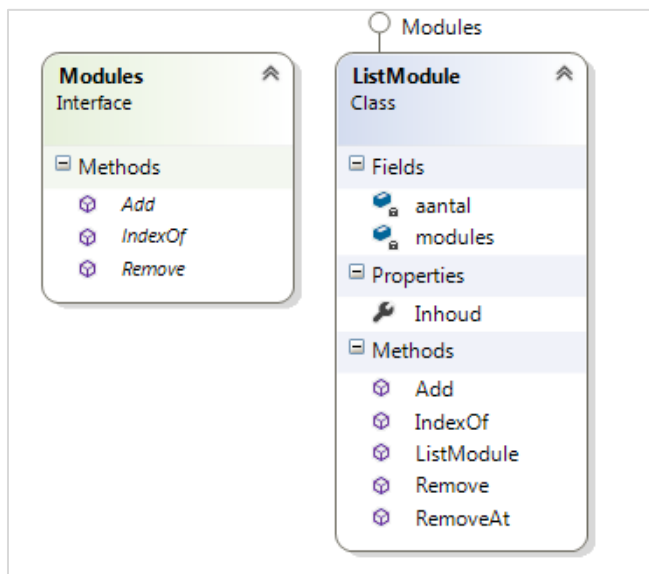 Modules
Interface
Methods
Add
IndexOf
Remove
Modules
ListModule
Class
Fields
aantal
modules
Properties
Inhoud
Methods
Add
IndexOf
ListModule
Remove
RemoveAt